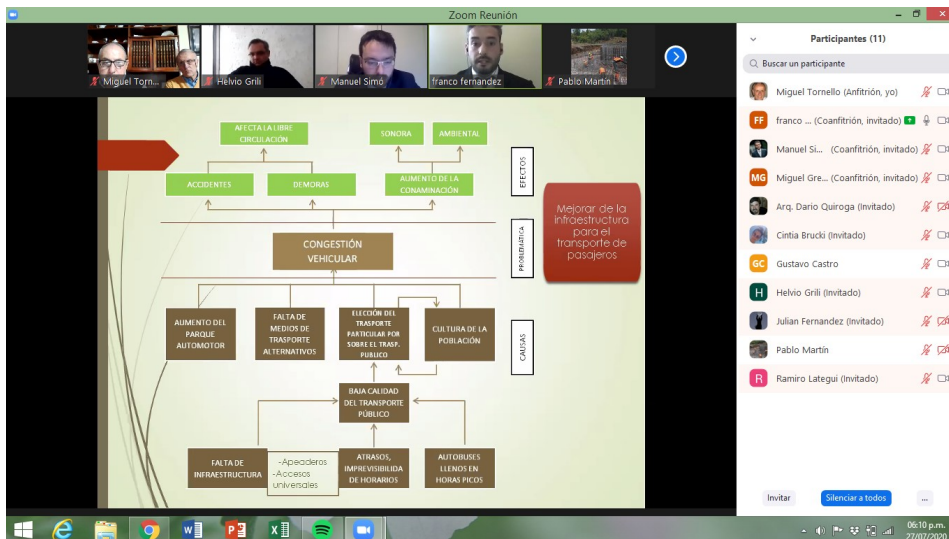 Zoom Reunión
Miguel Torn...
Helvio Grili
Manuel Simó
franco fernandez
Pablo Martín
AFECTA LA LIBRE
CIRCULACIÓN
SONORA
AMBIENTAL
ACCIDENTES
DEMORAS
AUMENTO DE LA
CONAMINACIÓN
EFECTOS
Mejorar de la
infraestructura
para el
transporte de
pasajeros
CONGESTIÓN
VEHICULAR
PROBLEMATICA
AUMENTO DEL
PARQUE
AUTOMOTOR
FALTA DE
MEDIOS DE
TRASPORTE
ALTERNATIVOS
ELECCIÓN DEL
TRASPORTE
PARTICULAR POR
SOBRE EL TRASP.
PUBLICO
CULTURA DE LA
POBLACIÓN
CAUSAS
BAJA CALIDAD
DEL TRANSPORTE
PÚBLICO
FALTA DE
INFRAESTRUCTURA
-Apeaderos
-Accesos
universales
ATRASOS,
IMPREVISIBILIDA
DE HORARIOS
AUTOBUSES
LLENOS EN
HORAS PICOS
Participantes (11)
Buscar un participante
Miguel Tornello (Anfitrión, yo)
FF franco ... (Coanfitrión, invitado)
Manuel Si... (Coanfitrión, invitado)
MG Miguel Gre... (Coanfitrión, invitado)
Arq. Dario Quiroga (Invitado)
Cintia Brucki (Invitado)
GC Gustavo Castro
H Helvio Grili (Invitado)
Julian Fernandez (Invitado)
Pablo Martín
R Ramiro Lategui (Invitado)
Invitar
Silenciar a todos
...
06:10 p.m.
27/07/2020